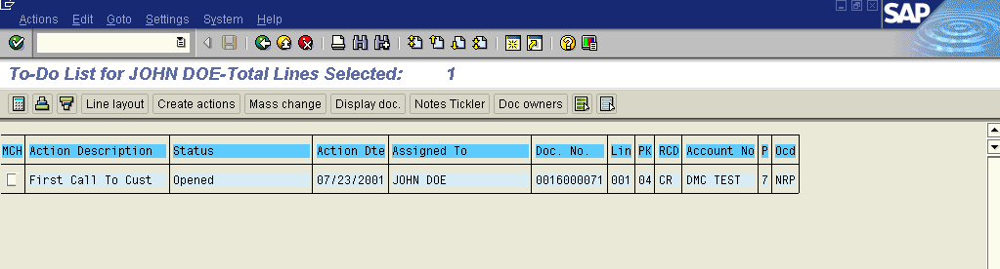 Actions Edit Goto Settings System Help
SAP
To-Do List for JOHN DOE-Total Lines Selected: 1
Line layout Create actions Mass change Display doc. Notes Tickler Doc owners
MCH Action Description Status Action Dte Assigned To Doc. No. Lin PK RCD Account No P Ocd
First Call To Cust Opened 07/23/2001 JOHN DOE 0016000071 001 04 CR DMC TEST 7 NRP